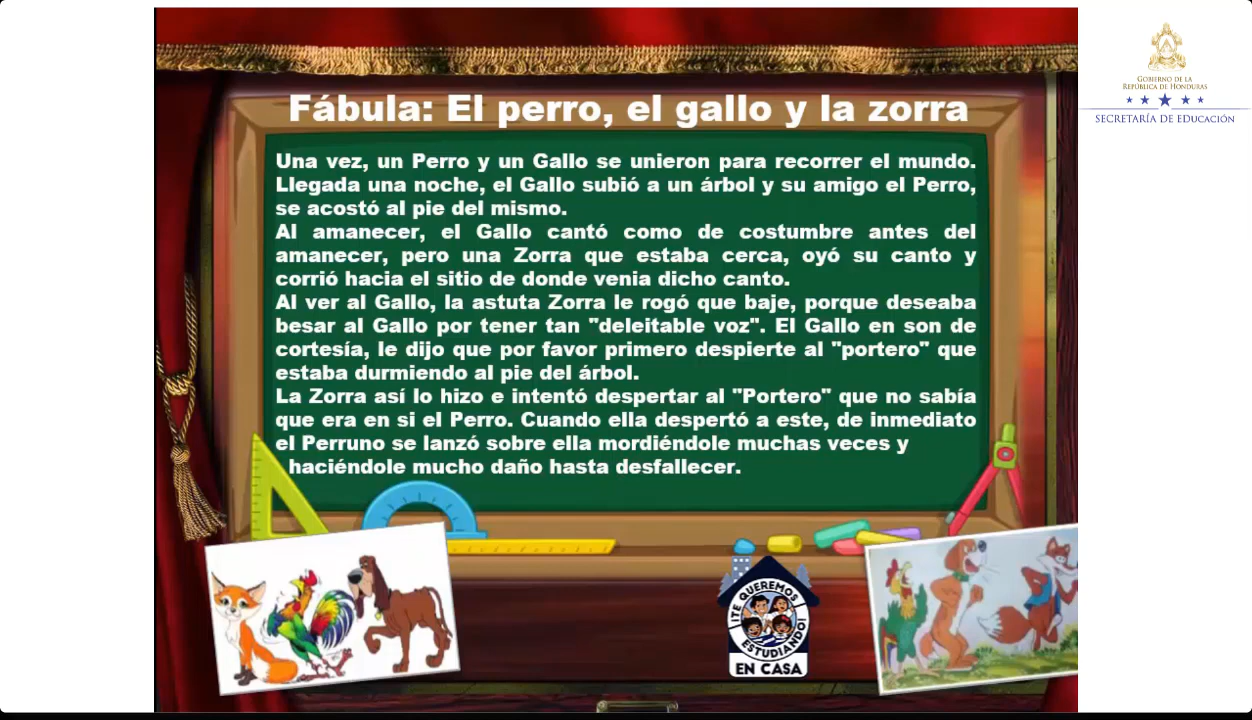 Fábula: El perro, el gallo y la zorra
Una vez, un Perro y un Gallo se unieron para recorrer el mundo.
Llegada una noche, el Gallo subió a un árbol y su amigo el Perro,
se acostó al pie del mismo.
Al amanecer, el Gallo cantó como de costumbre antes del
amanecer, pero una Zorra que estaba cerca, oyó su canto y
corrió hacia el sitio de donde venia dicho canto.
Al ver al Gallo, la astuta Zorra le rogó que baje, porque deseaba
besar al Gallo por tener tan "deleitable voz". El Gallo en son de
cortesía, le dijo que por favor primero despierte al "portero" que
estaba durmiendo al pie del árbol.
La Zorra así lo hizo e intentó despertar al "Portero" que no sabía
que era en si el Perro. Cuando ella despertó a este, de inmediato
el Perruno se lanzó sobre ella mordiéndole muchas veces y
haciéndole mucho daño hasta desfallecer.
GOBIERNO DE LA
REPÚBLICA DE HONDURAS
SECRETARÍA DE EDUCACIÓN
¡TE QUEREMOS
ESTUDIANDO!
EN CASA